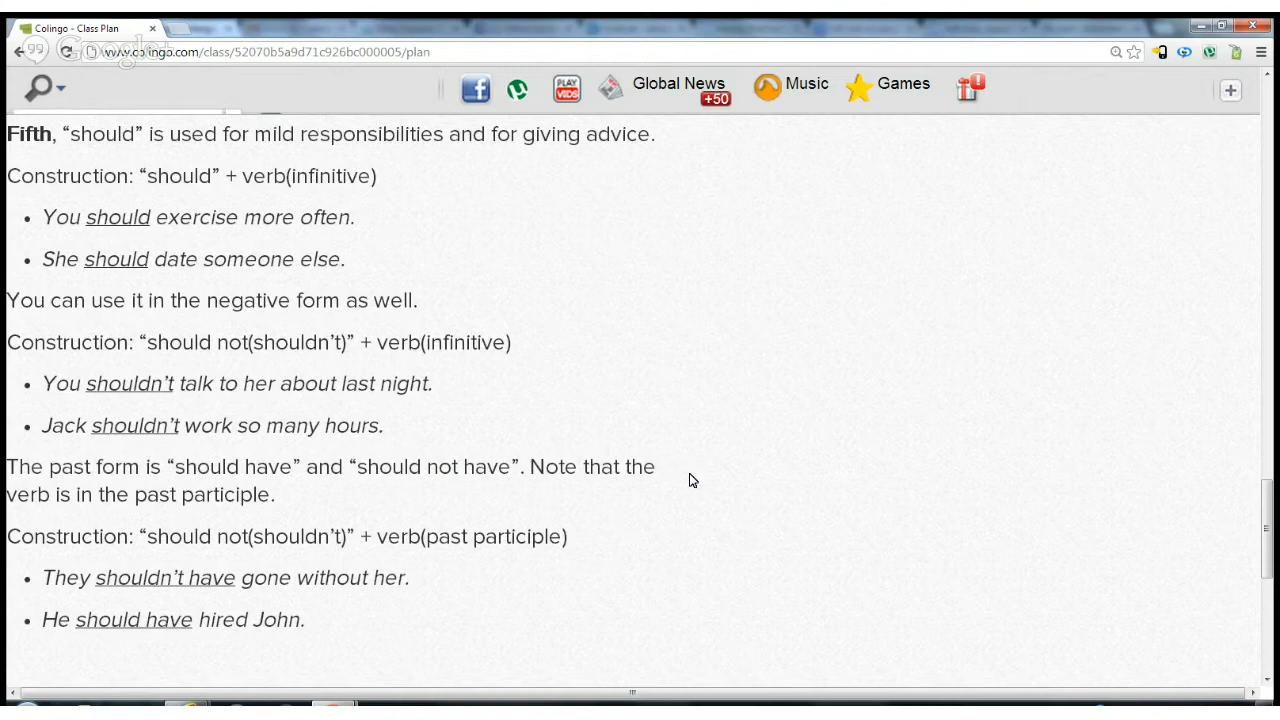 Colingo - Class Plan
Google+
www.colingo.com/class/52070b5a9d71c926bc000005/plan
PLAY VIDS
Global News
+50
Music
Games
Fifth, “should” is used for mild responsibilities and for giving advice.
Construction: “should” + verb(infinitive)
• You should exercise more often.
• She should date someone else.
You can use it in the negative form as well.
Construction: “should not(shouldn’t)” + verb(infinitive)
• You shouldn’t talk to her about last night.
• Jack shouldn’t work so many hours.
The past form is “should have” and “should not have”. Note that the
verb is in the past participle.
Construction: “should not(shouldn’t)” + verb(past participle)
• They shouldn’t have gone without her.
• He should have hired John.